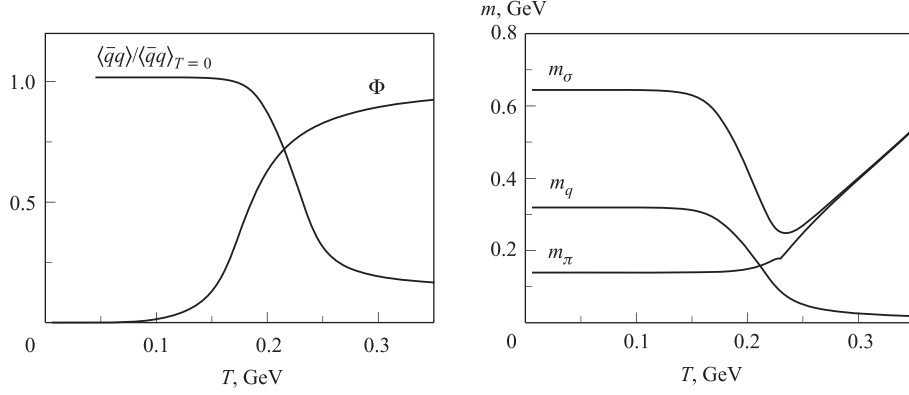 ⟨q̄q⟩/⟨q̄q⟩T = 0
Φ
1.0
0.5
0
0.1
0.2
0.3
T, GeV
m, GeV
0.8
mσ
0.6
0.4
mq
0.2
mπ
0
0.1
0.2
0.3
T, GeV